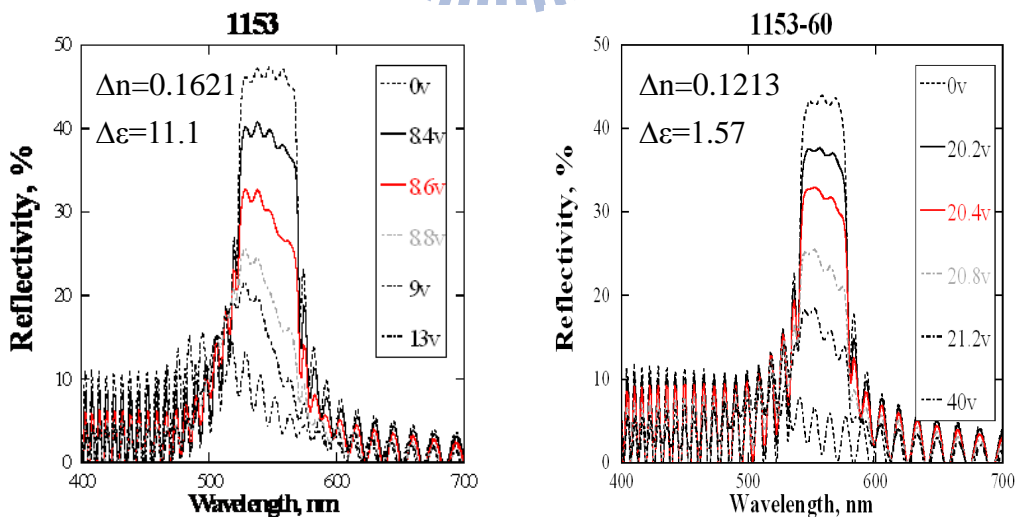 1153
Reflectivity, %
50
40
30
20
10
0
Δn=0.1621
Δε=11.1
0v
8.4v
8.6v
8.8v
9v
13v
400
500
600
700
Wavelength, nm
1153-60
Reflectivity, %
50
40
30
20
10
0
Δn=0.1213
Δε=1.57
0v
20.2v
20.4v
20.8v
21.2v
40v
400
500
600
700
Wavelength, nm